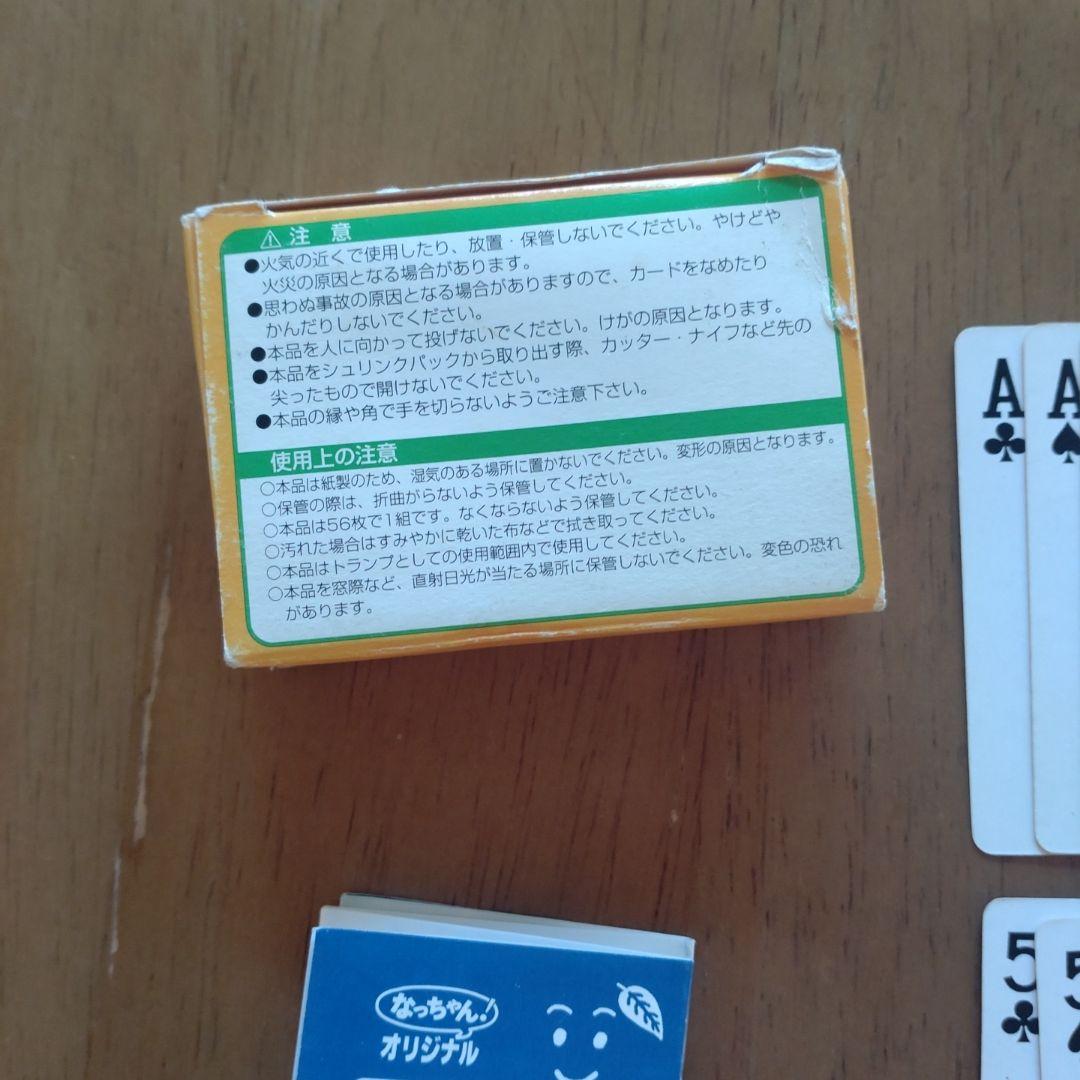 ⚠ 注 意
●火気の近くで使用したり、放置・保管しないでください。やけどや
火災の原因となる場合があります。
●思わぬ事故の原因となる場合がありますので、カードをなめたり
かんだりしないでください。
●本品を人に向かって投げないでください。けがの原因となります。
●本品をシュリンクパックから取り出す際、カッター・ナイフなど先の
尖ったもので開けないでください。
●本品の縁や角で手を切らないようご注意下さい。
使用上の注意
○本品は紙製のため、湿気のある場所に置かないでください。変形の原因となります。
○保管の際は、折曲がらないよう保管してください。
○本品は56枚で1組です。なくならないよう保管してください。
○汚れた場合はすみやかに乾いた布などで拭き取ってください。
○本品はトランプとしての使用範囲内で使用してください。
○本品を窓際など、直射日光が当たる場所に保管しないでください。変色の恐れ
があります。
A
A
5
5
なっちゃん!
オリジナル